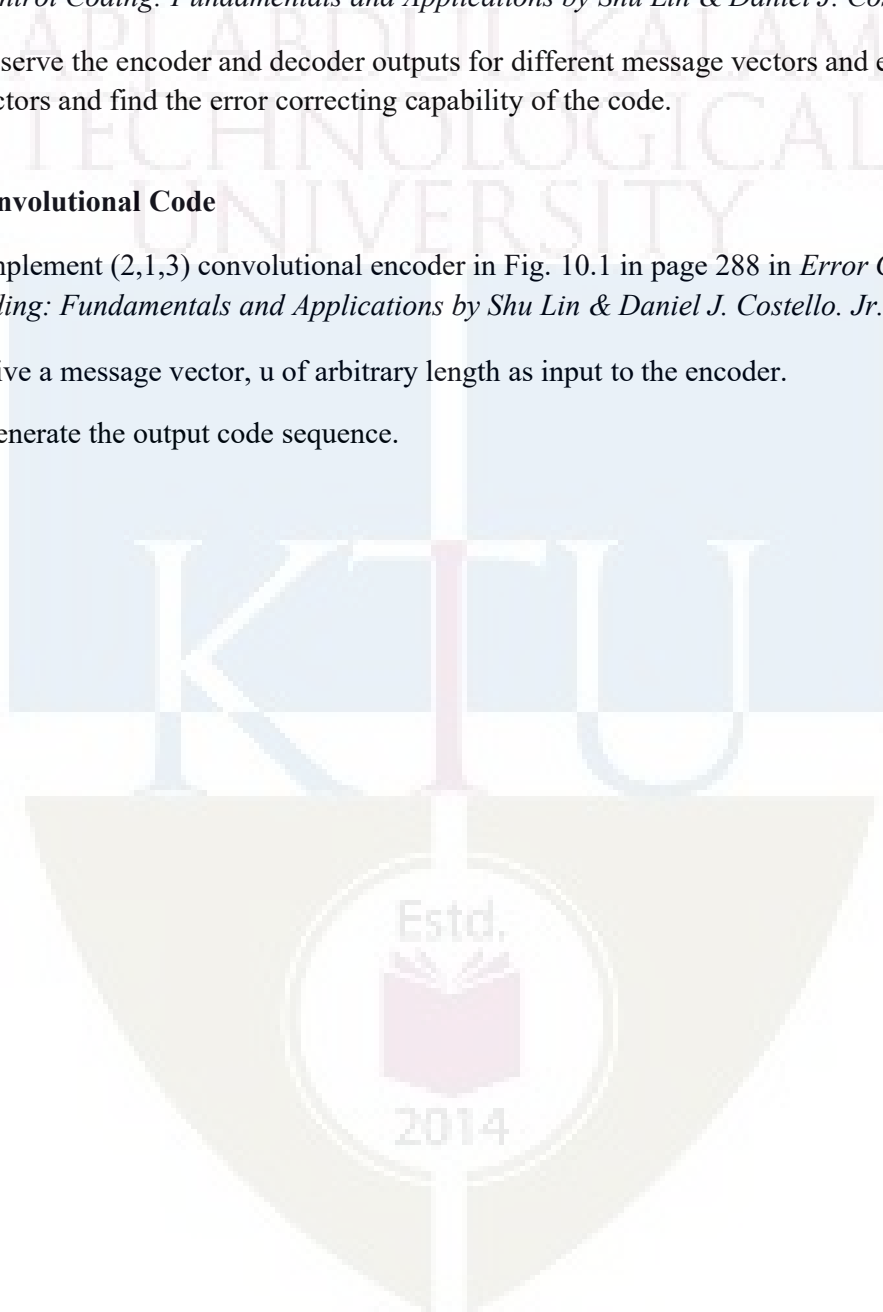 ntrol Coding: Fundamentals and Applications by Shu Lin & Daniel J. Cos
API ABDUL KALAM
serve the encoder and decoder outputs for different message vectors and e
ctors and find the error correcting capability of the code.
TECHNOLOGICAL
UNIVERSITY
nvolutional Code
mplement (2,1,3) convolutional encoder in Fig. 10.1 in page 288 in Error C
ding: Fundamentals and Applications by Shu Lin & Daniel J. Costello. Jr.
ive a message vector, u of arbitrary length as input to the encoder.
enerate the output code sequence.
KTU
Estd.
2014